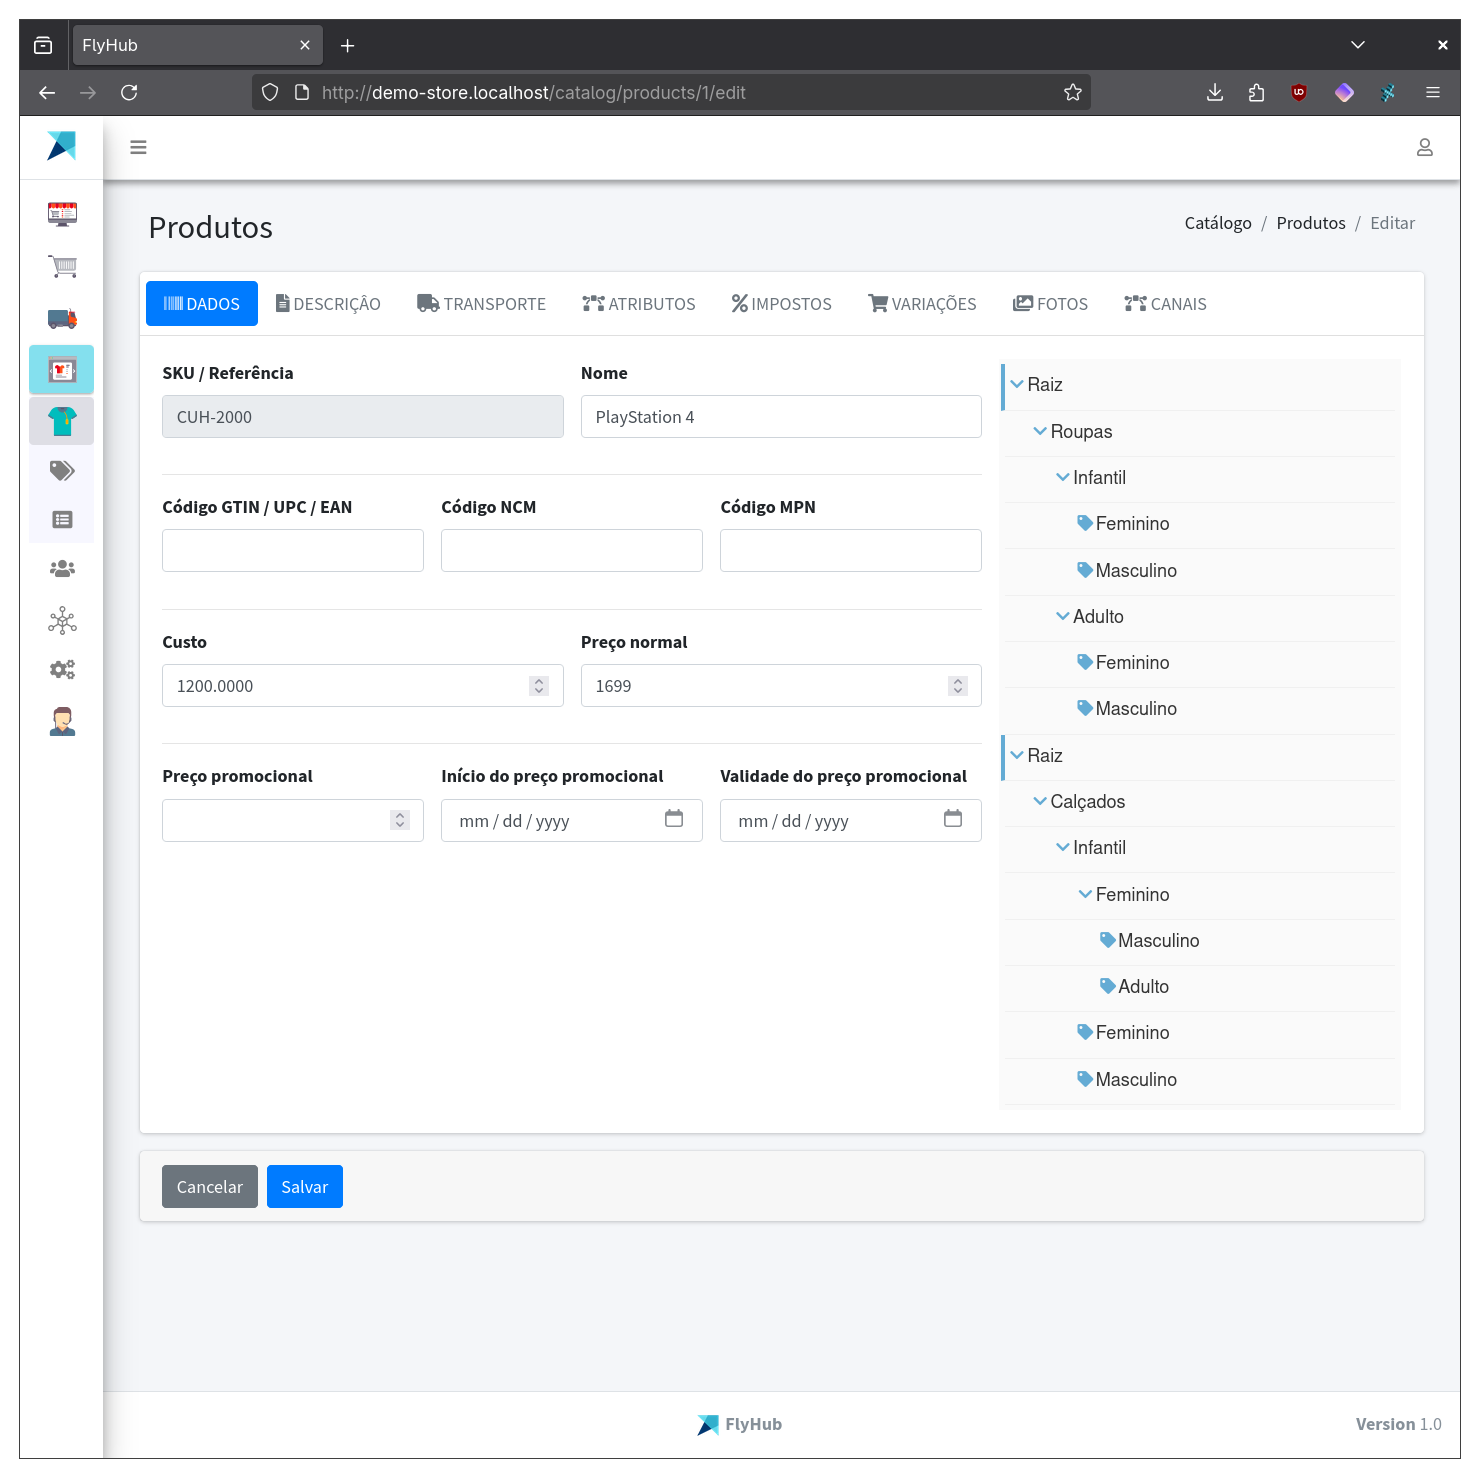 FlyHub
http://demo-store.localhost/catalog/products/1/edit
Produtos
Catálogo / Produtos / Editar
DADOS DESCRIÇÂO TRANSPORTE ATRIBUTOS IMPOSTOS VARIAÇÕES FOTOS CANAIS
SKU / Referência Nome
CUH-2000 PlayStation 4
Código GTIN / UPC / EAN Código NCM Código MPN
Custo Preço normal
1200.0000 1699
Preço promocional Início do preço promocional Validade do preço promocional
mm / dd / yyyy mm / dd / yyyy
Raiz
Roupas
Infantil
Feminino
Masculino
Adulto
Feminino
Masculino
Raiz
Calçados
Infantil
Feminino
Masculino
Adulto
Feminino
Masculino
Cancelar Salvar
FlyHub
Version 1.0